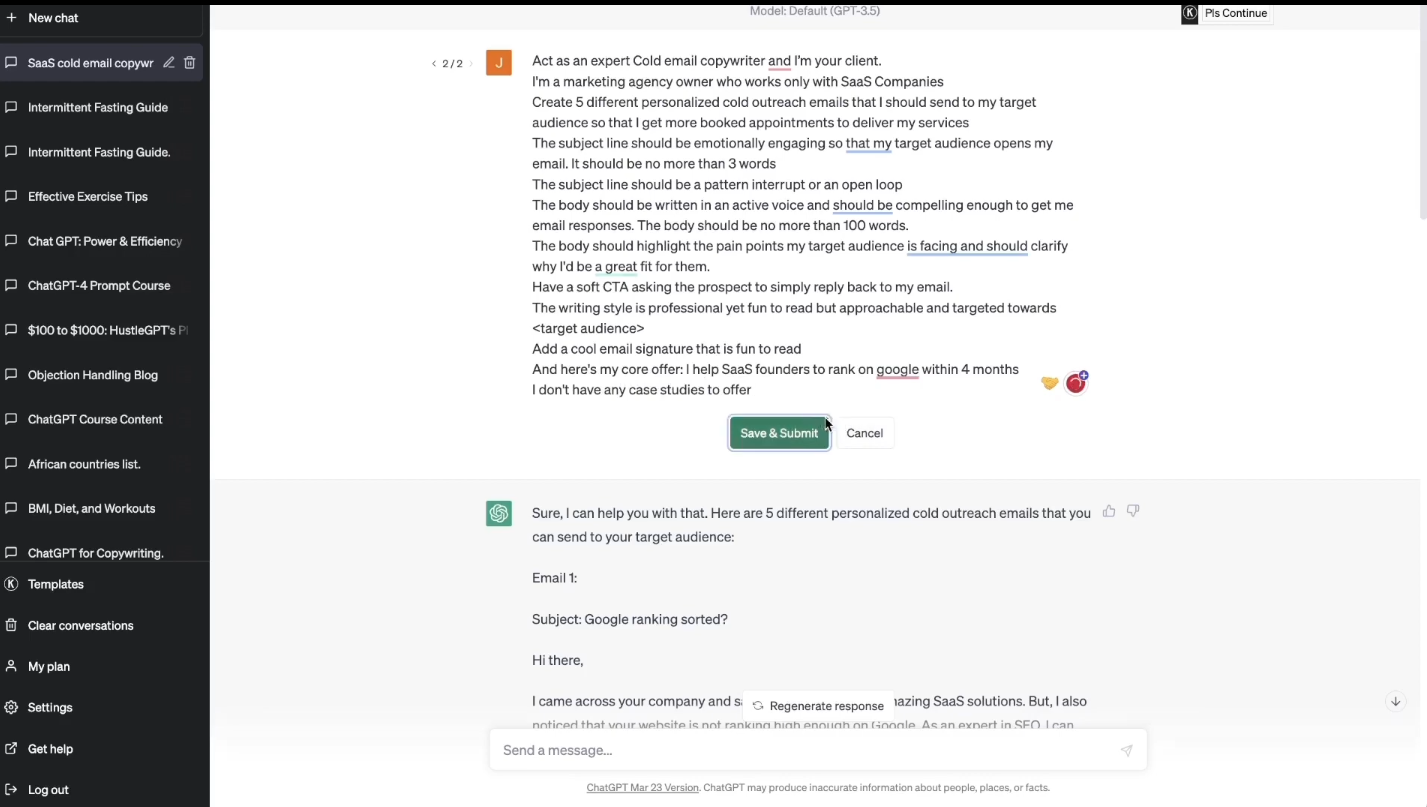 New chat
SaaS cold email copywr
Intermittent Fasting Guide
Intermittent Fasting Guide.
Effective Exercise Tips
Chat GPT: Power & Efficiency
ChatGPT-4 Prompt Course
$100 to $1000: HustleGPT's
Objection Handling Blog
ChatGPT Course Content
African countries list.
BMI, Diet, and Workouts
ChatGPT for Copywriting.
Templates
Clear conversations
My plan
Settings
Get help
Log out
Model: Default (GPT-3.5)
Pls Continue
2 / 2
J
Act as an expert Cold email copywriter and I'm your client.
I'm a marketing agency owner who works only with SaaS Companies
Create 5 different personalized cold outreach emails that I should send to my target
audience so that I get more booked appointments to deliver my services
The subject line should be emotionally engaging so that my target audience opens my
email. It should be no more than 3 words
The subject line should be a pattern interrupt or an open loop
The body should be written in an active voice and should be compelling enough to get me
email responses. The body should be no more than 100 words.
The body should highlight the pain points my target audience is facing and should clarify
why I'd be a great fit for them.
Have a soft CTA asking the prospect to simply reply back to my email.
The writing style is professional yet fun to read but approachable and targeted towards
<target audience>
Add a cool email signature that is fun to read
And here's my core offer: I help SaaS founders to rank on google within 4 months
I don't have any case studies to offer
Save & Submit
Cancel
Sure, I can help you with that. Here are 5 different personalized cold outreach emails that you
can send to your target audience:
Email 1:
Subject: Google ranking sorted?
Hi there,
I came across your company and SaaS solutions. But, I also
Regenerate response
noticed that your website is not ranking high enough on Google. As an expert in SEO, I can
Send a message...
ChatGPT Mar 23 Version. ChatGPT may produce inaccurate information about people, places, or facts.